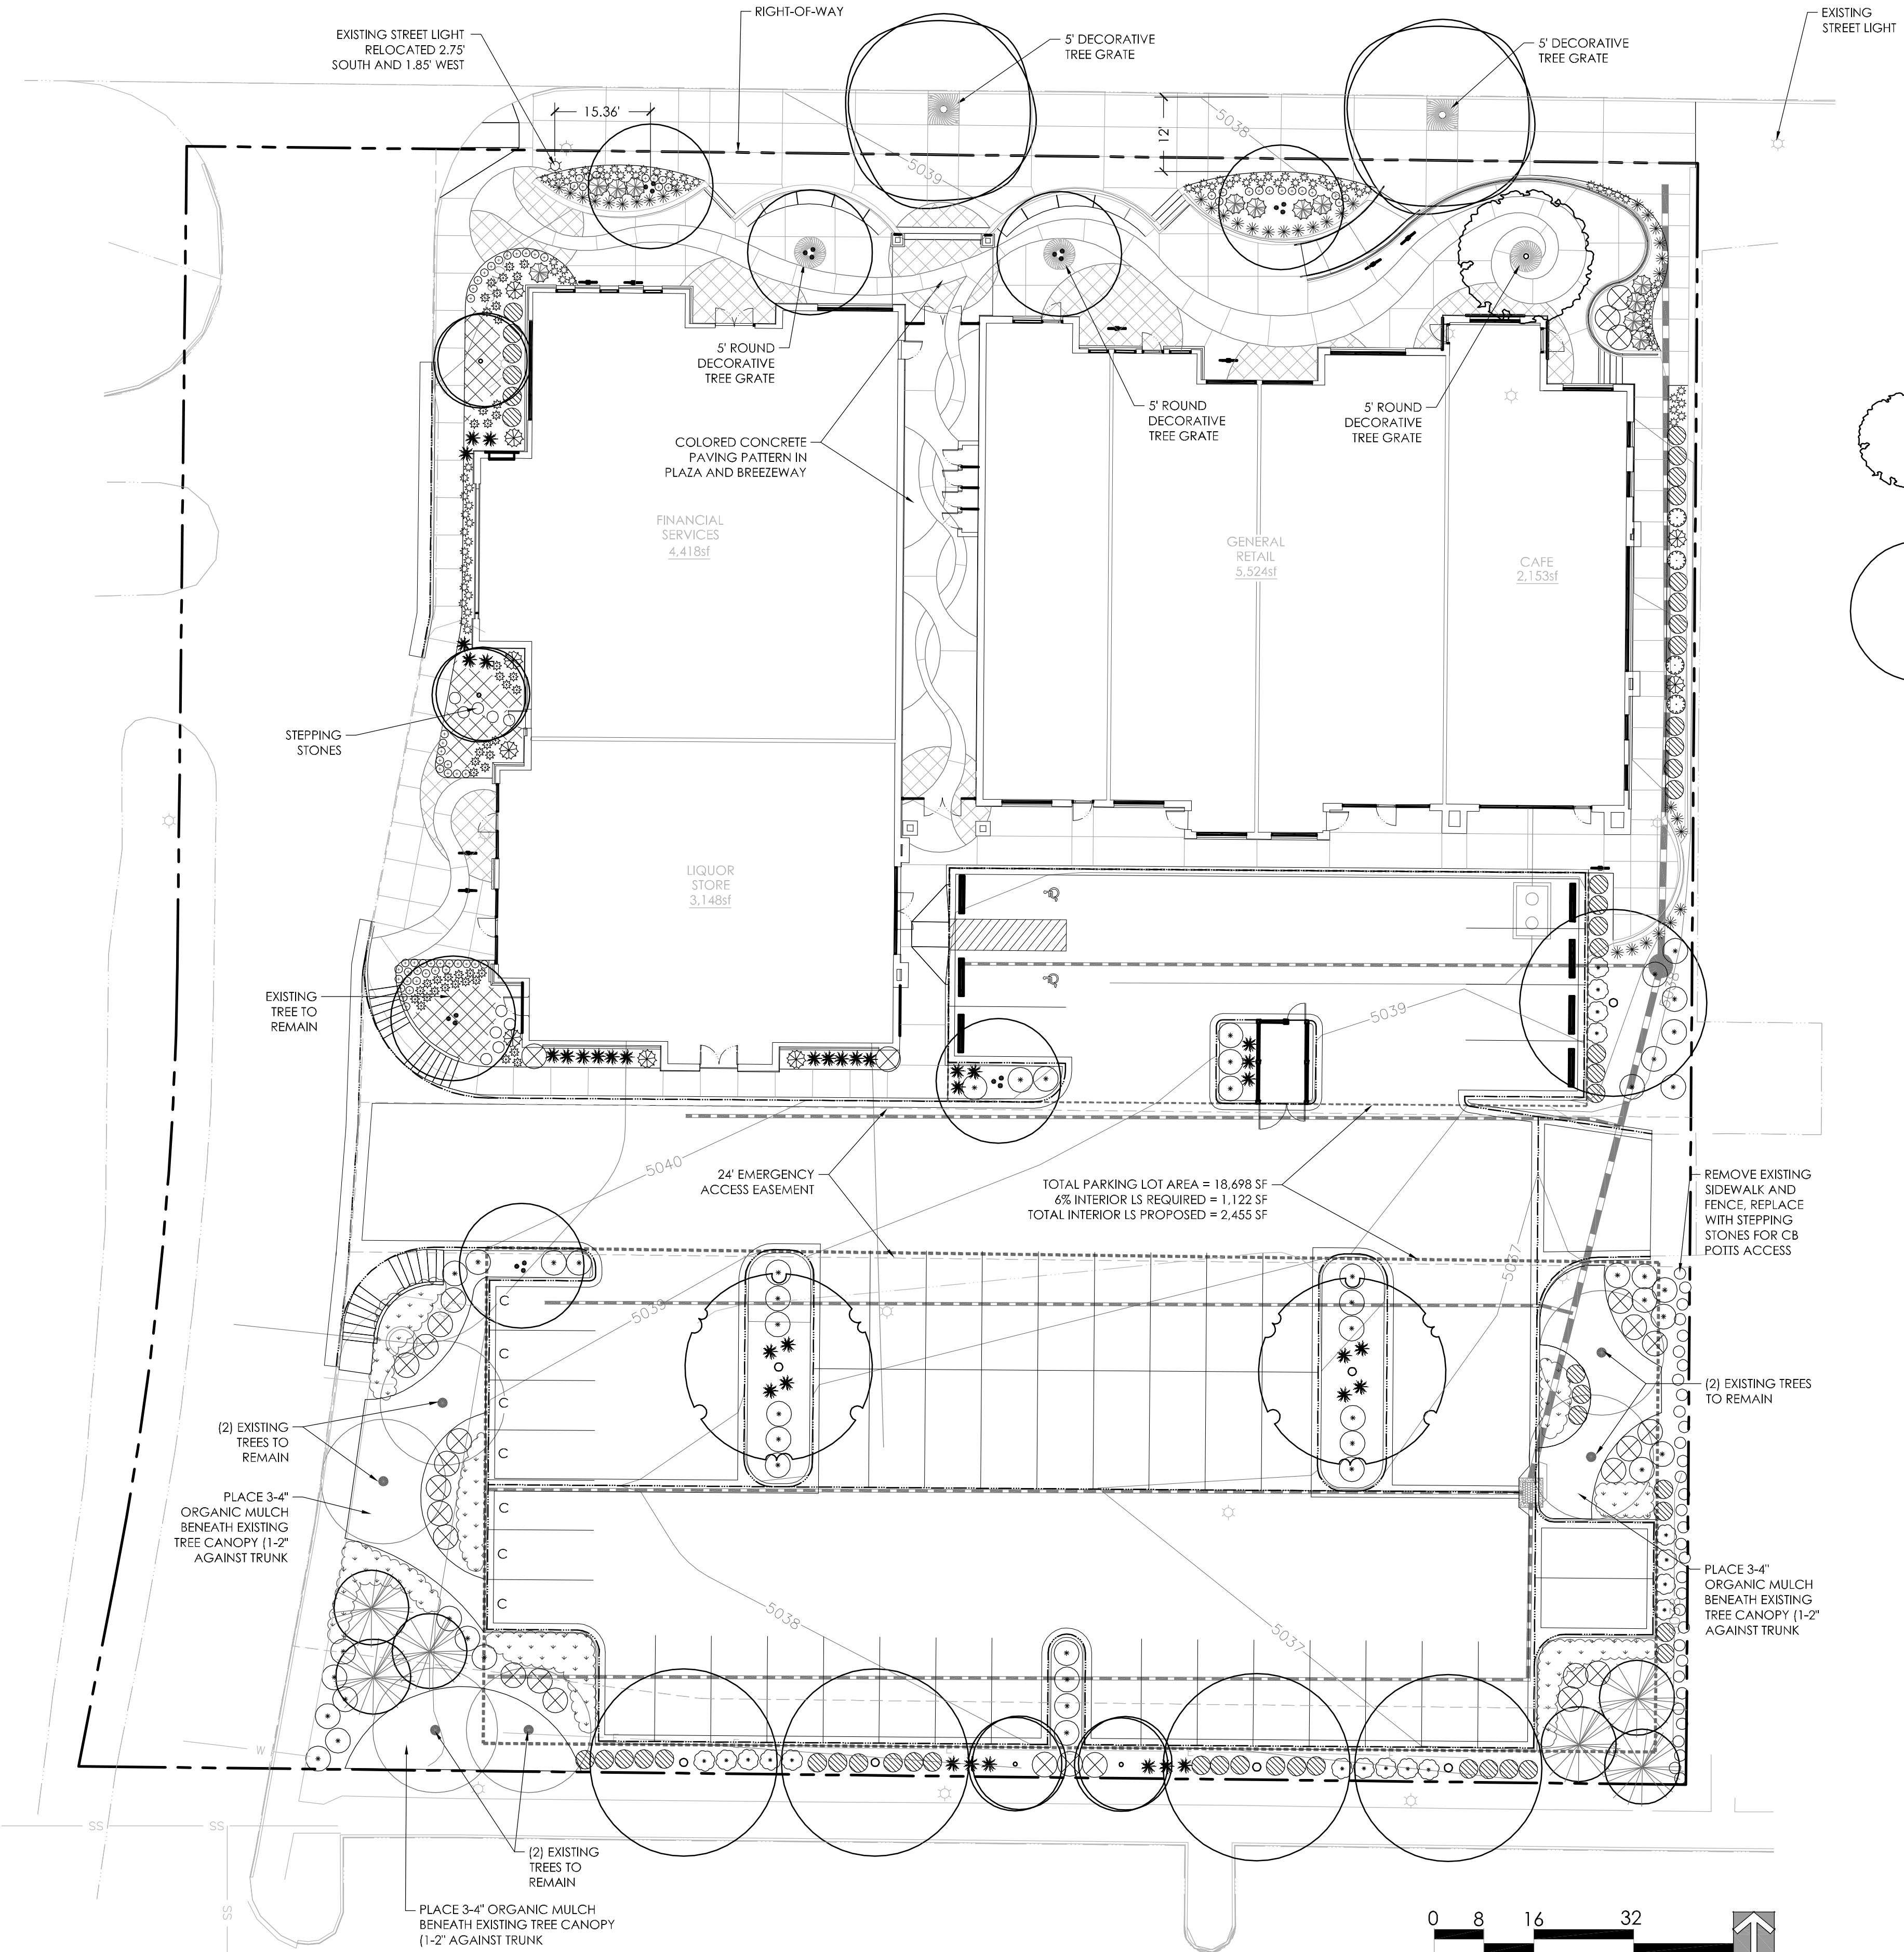 RIGHT-OF-WAY
EXISTING
STREET LIGHT
EXISTING STREET LIGHT
RELOCATED 2.75'
SOUTH AND 1.85' WEST
5' DECORATIVE
TREE GRATE
5' DECORATIVE
TREE GRATE
15.36'
12'
5038
5039
5' ROUND
DECORATIVE
TREE GRATE
5' ROUND
DECORATIVE
TREE GRATE
5' ROUND
DECORATIVE
TREE GRATE
COLORED CONCRETE
PAVING PATTERN IN
PLAZA AND BREEZEWAY
FINANCIAL
SERVICES
4,418sf
GENERAL
RETAIL
5,524sf
CAFE
2,153sf
STEPPING
STONES
LIQUOR
STORE
3,148sf
EXISTING
TREE TO
REMAIN
5039
5040
24' EMERGENCY
ACCESS EASEMENT
TOTAL PARKING LOT AREA = 18,698 SF
6% INTERIOR LS REQUIRED = 1,122 SF
TOTAL INTERIOR LS PROPOSED = 2,455 SF
REMOVE EXISTING
SIDEWALK AND
FENCE, REPLACE
WITH STEPPING
STONES FOR CB
POTTS ACCESS
5037
5039
C
C
C
C
C
C
C
(2) EXISTING
TREES TO
REMAIN
(2) EXISTING TREES
TO REMAIN
PLACE 3-4"
ORGANIC MULCH
BENEATH EXISTING
TREE CANOPY (1-2"
AGAINST TRUNK
PLACE 3-4"
ORGANIC MULCH
BENEATH EXISTING
TREE CANOPY (1-2"
AGAINST TRUNK
5038
5037
W
SS
SS
SS
(2) EXISTING
TREES TO
REMAIN
PLACE 3-4" ORGANIC MULCH
BENEATH EXISTING TREE CANOPY
(1-2" AGAINST TRUNK
0 8 16 32